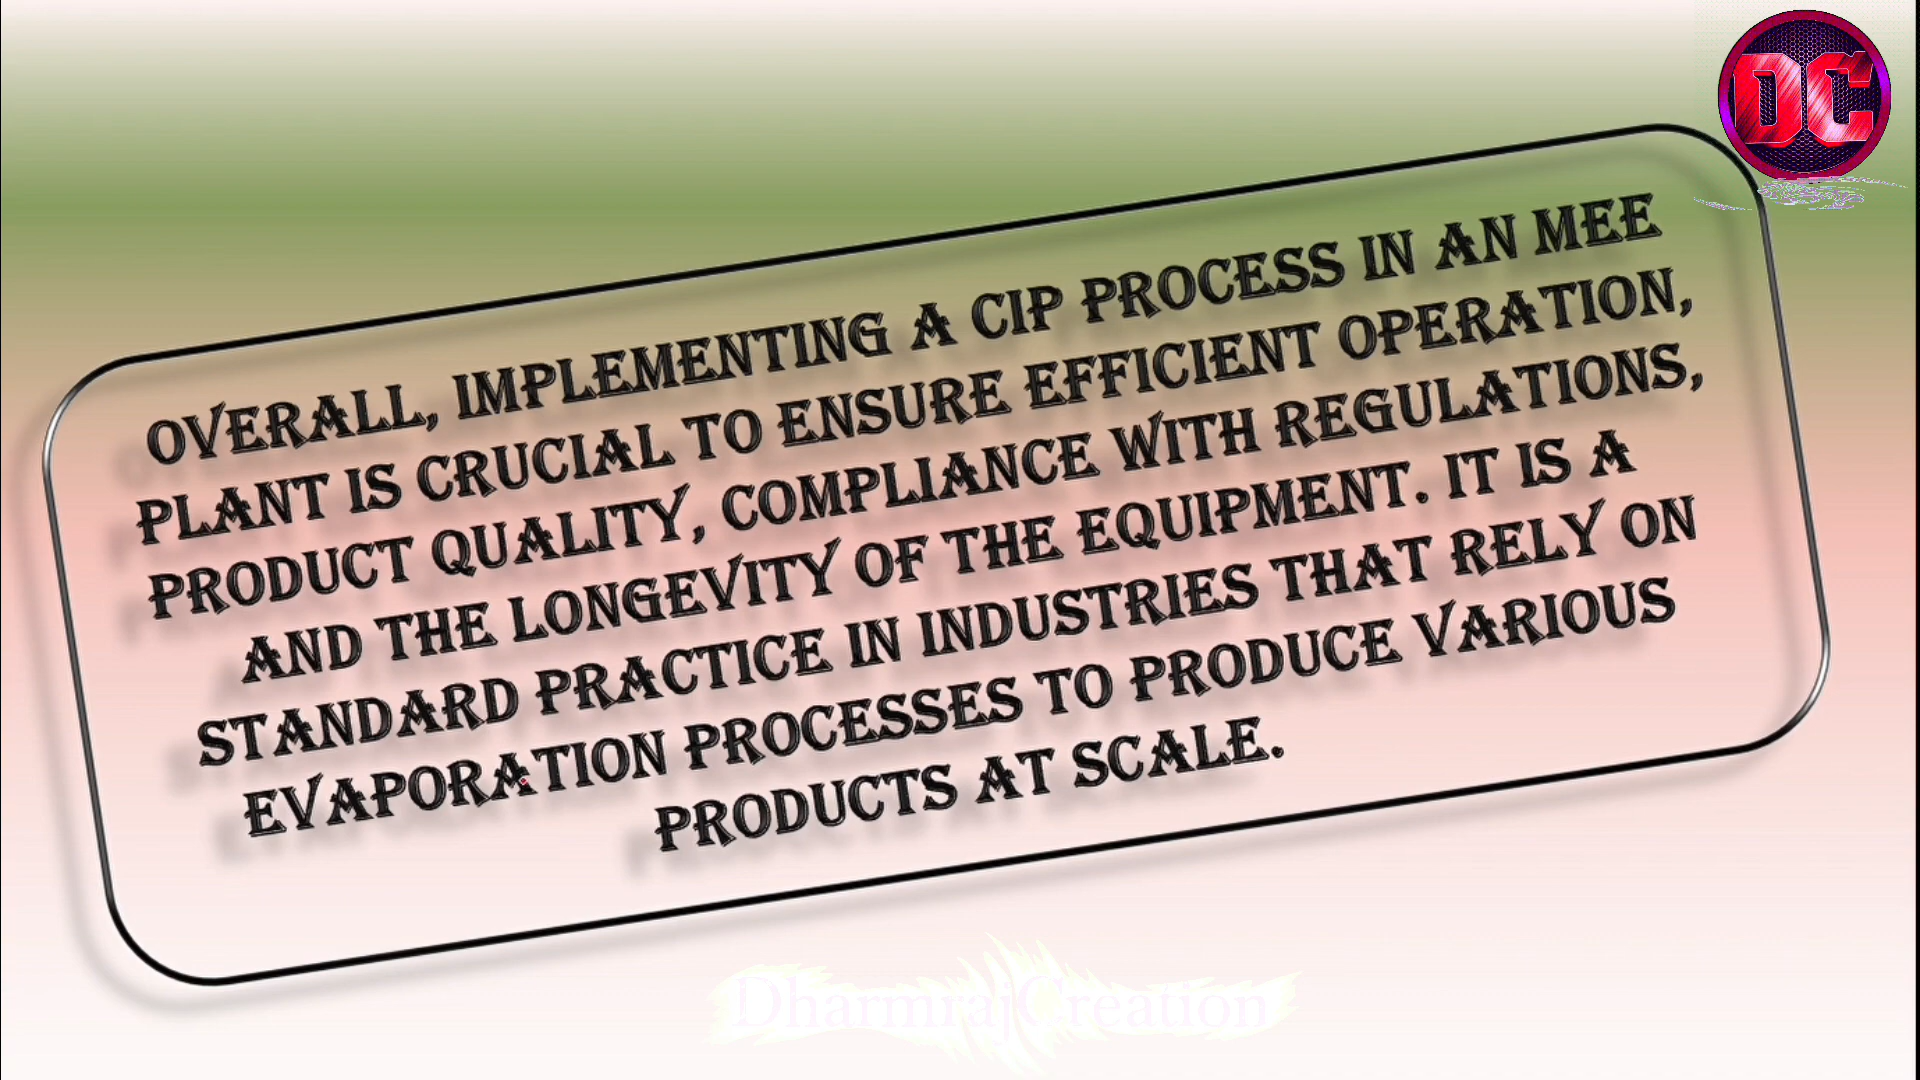 DC
OVERALL, IMPLEMENTING A CIP PROCESS IN AN MEE
PLANT IS CRUCIAL TO ENSURE EFFICIENT OPERATION,
PRODUCT QUALITY, COMPLIANCE WITH REGULATIONS,
AND THE LONGEVITY OF THE EQUIPMENT. IT IS A
STANDARD PRACTICE IN INDUSTRIES THAT RELY ON
EVAPORATION PROCESSES TO PRODUCE VARIOUS
PRODUCTS AT SCALE.
DharmrajCreation